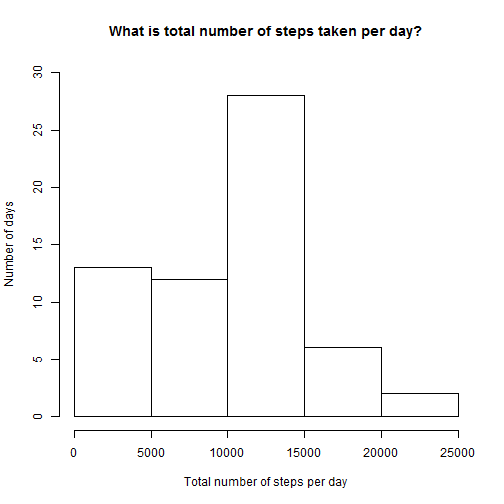 What is total number of steps taken per day?
30
25
20
15
10
5
0
Number of days
0 5000 10000 15000 20000 25000
Total number of steps per day